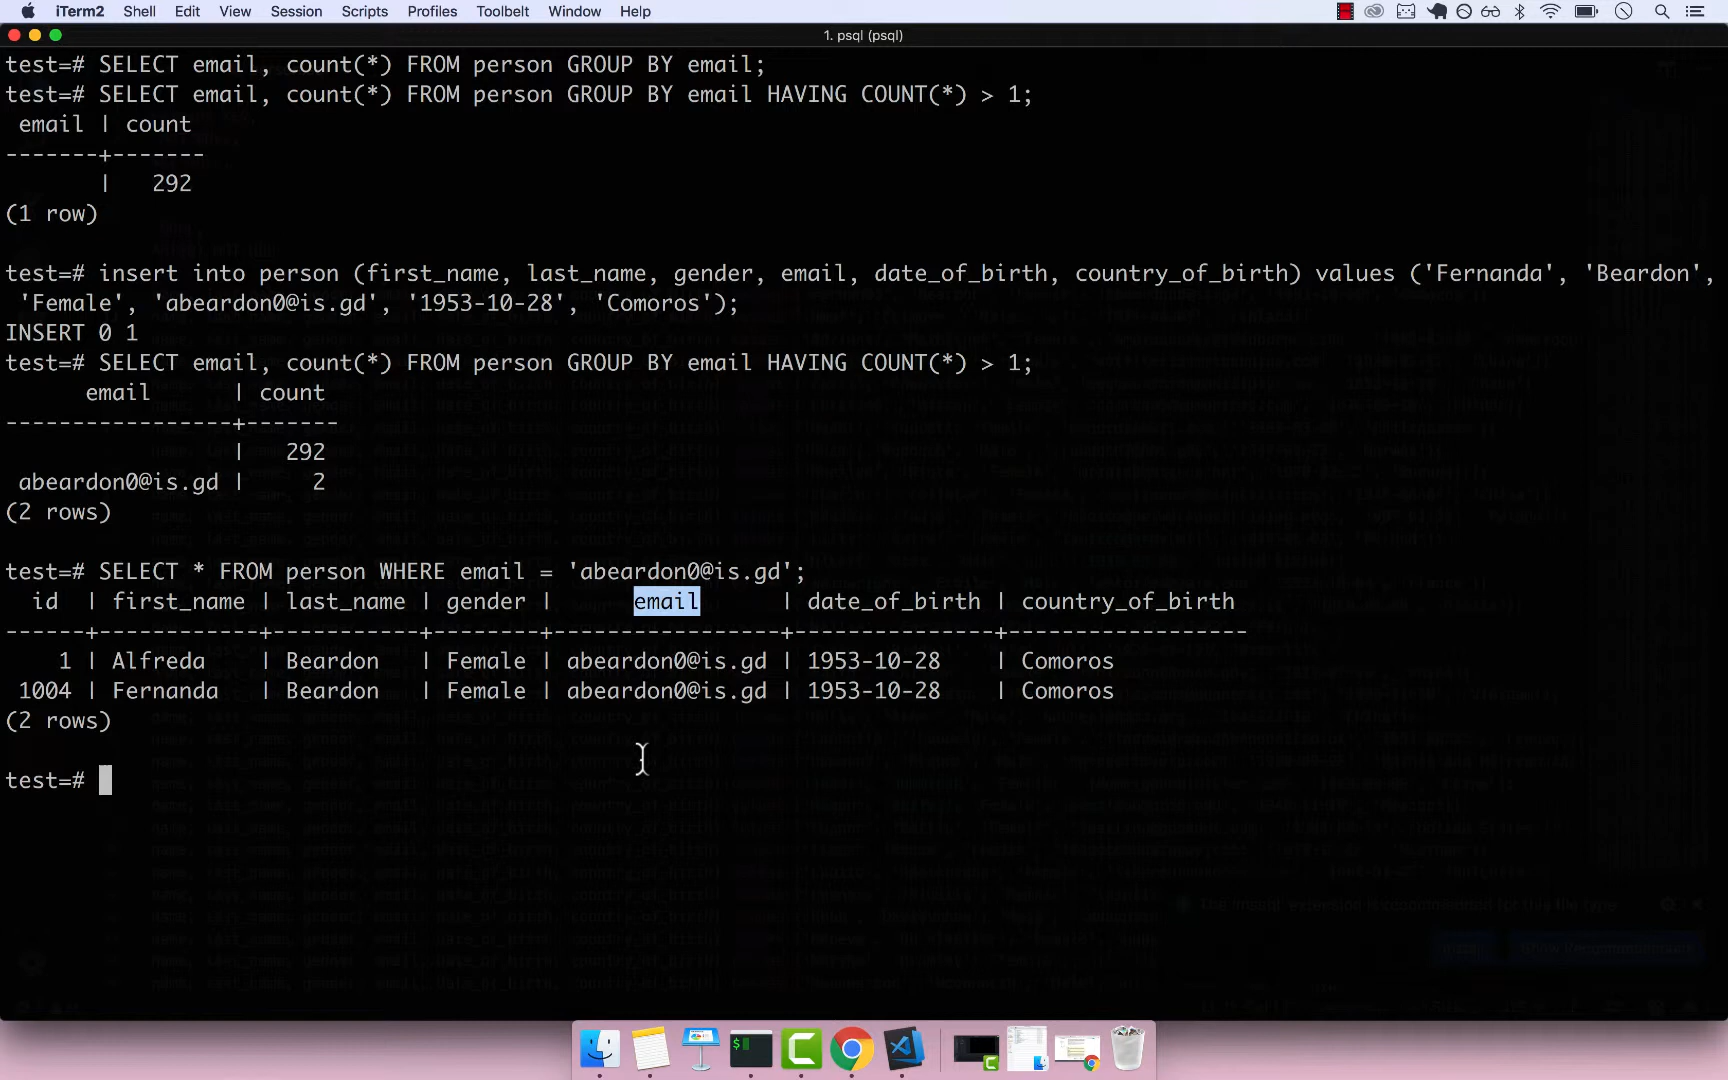 iTerm2 Shell Edit View Session Scripts Profiles Toolbelt Window Help
1. psql (psql)
test=# SELECT email, count(*) FROM person GROUP BY email;
test=# SELECT email, count(*) FROM person GROUP BY email HAVING COUNT(*) > 1;
 email | count
-------+-------
       |   292
(1 row)
test=# insert into person (first_name, last_name, gender, email, date_of_birth, country_of_birth) values ('Fernanda', 'Beardon',
 'Female', 'abeardon0@is.gd', '1953-10-28', 'Comoros');
INSERT 0 1
test=# SELECT email, count(*) FROM person GROUP BY email HAVING COUNT(*) > 1;
      email      | count
-----------------+-------
                 |   292
 abeardon0@is.gd |     2
(2 rows)
test=# SELECT * FROM person WHERE email = 'abeardon0@is.gd';
  id  | first_name | last_name | gender |      email      | date_of_birth | country_of_birth
------+------------+-----------+--------+-----------------+---------------+------------------
    1 | Alfreda    | Beardon   | Female | abeardon0@is.gd | 1953-10-28    | Comoros
 1004 | Fernanda   | Beardon   | Female | abeardon0@is.gd | 1953-10-28    | Comoros
(2 rows)
test=#